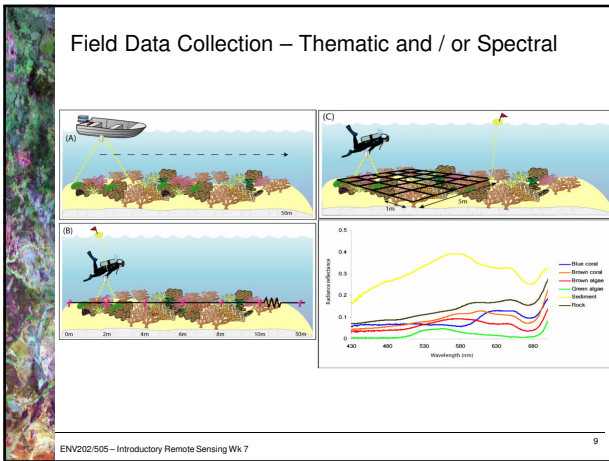 Field Data Collection – Thematic and / or Spectral
(A)
50m
(B)
0m 2m 4m 6m 8m 10m 50m
(C)
1m
5m
0.5
0.4
0.3
0.2
0.1
0
Radiance reflectance
430 480 530 580 630 680
Wavelength (nm)
Blue coral
Brown coral
Brown algae
Green algae
Sediment
Rock
ENV202/505 – Introductory Remote Sensing Wk 7
9